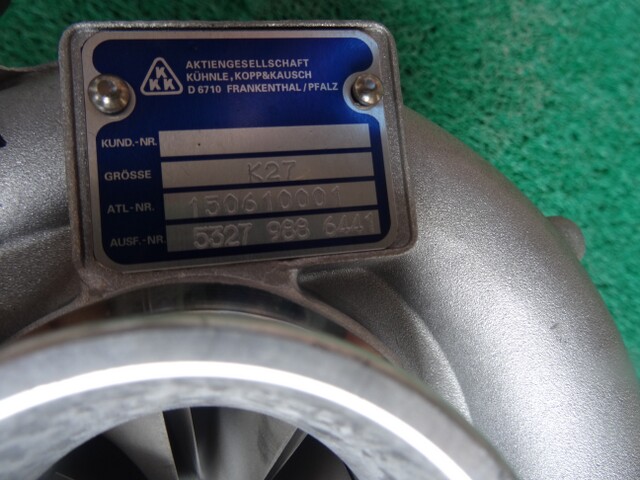 KKK
AKTIENGESELLSCHAFT
KÜHNLE, KOPP&KAUSCH
D 6710 FRANKENTHAL/PFALZ
KUND.-NR.
GRÖSSE K27
ATL-NR. 150610001
AUSF.-NR. 5327 988 6441